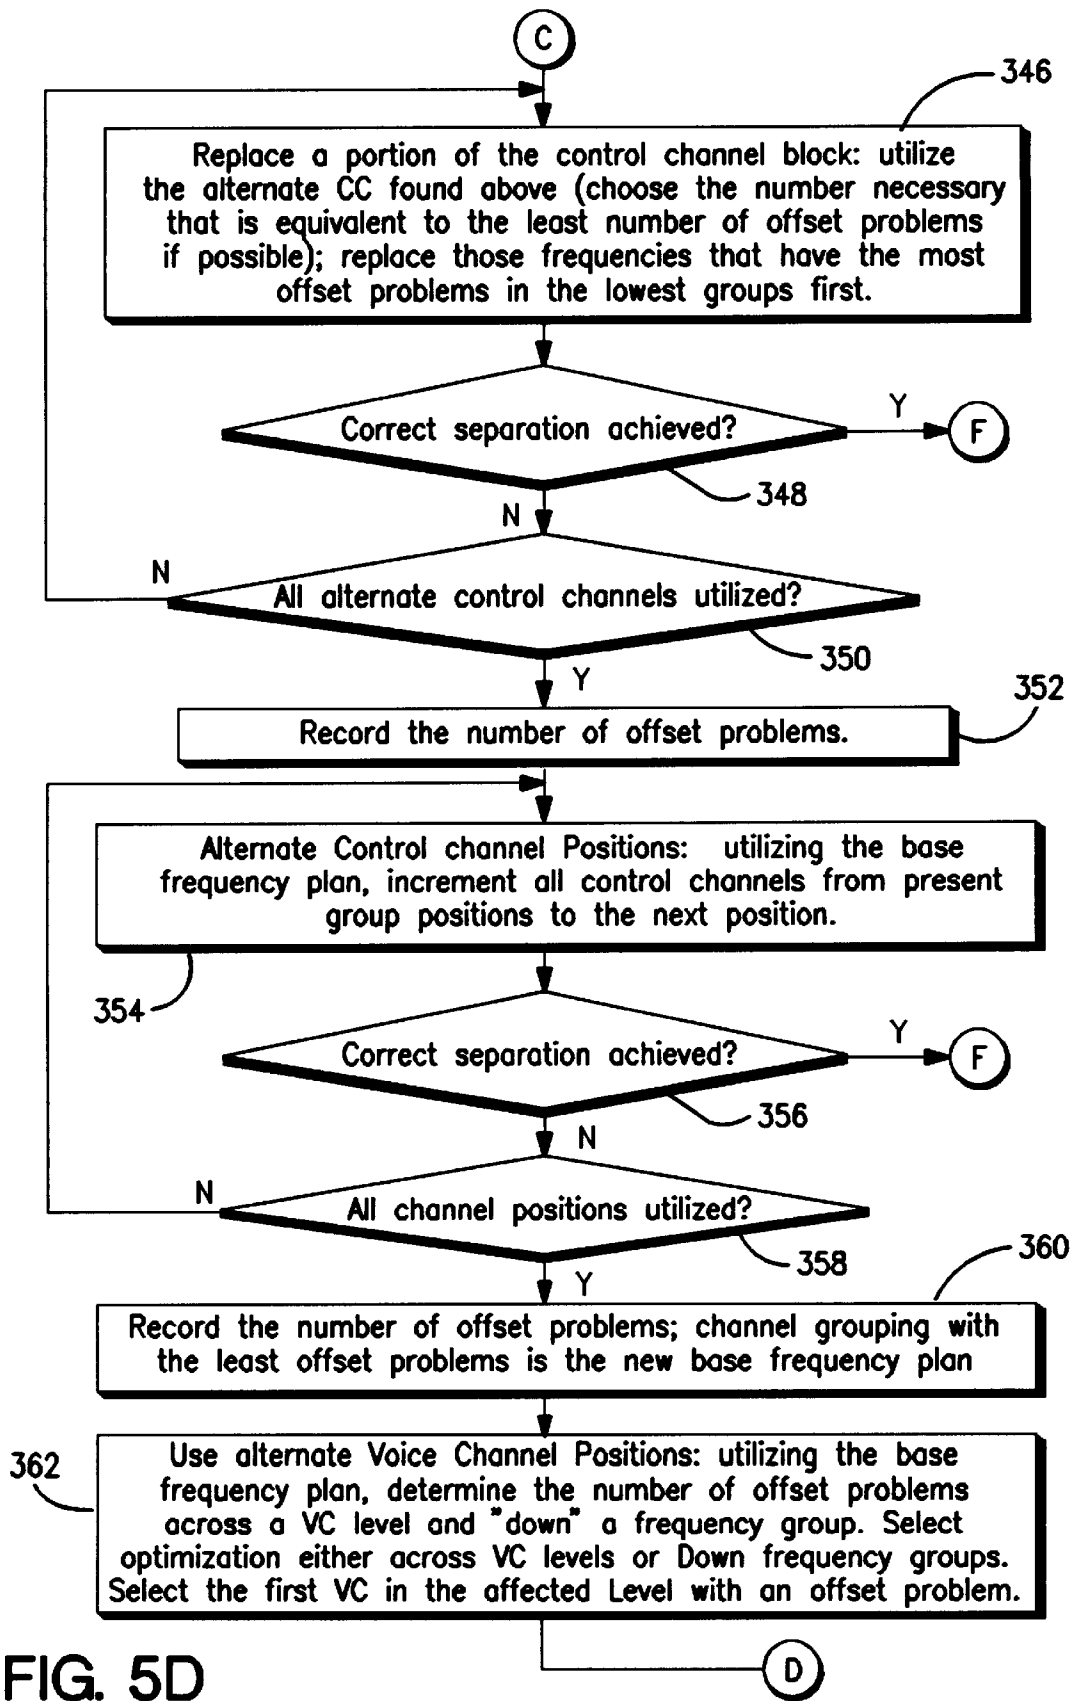 C
346
Replace a portion of the control channel block: utilize
the alternate CC found above (choose the number necessary
that is equivalent to the least number of offset problems
if possible); replace those frequencies that have the most
offset problems in the lowest groups first.
Correct separation achieved?
Y
F
348
N
N
All alternate control channels utilized?
350
Y
352
Record the number of offset problems.
Alternate Control channel Positions: utilizing the base
frequency plan, increment all control channels from present
group positions to the next position.
354
Correct separation achieved?
Y
F
356
N
N
All channel positions utilized?
358
Y
360
Record the number of offset problems; channel grouping with
the least offset problems is the new base frequency plan
362
Use alternate Voice Channel Positions: utilizing the base
frequency plan, determine the number of offset problems
across a VC level and "down" a frequency group. Select
optimization either across VC levels or Down frequency groups.
Select the first VC in the affected Level with an offset problem.
D
FIG. 5D